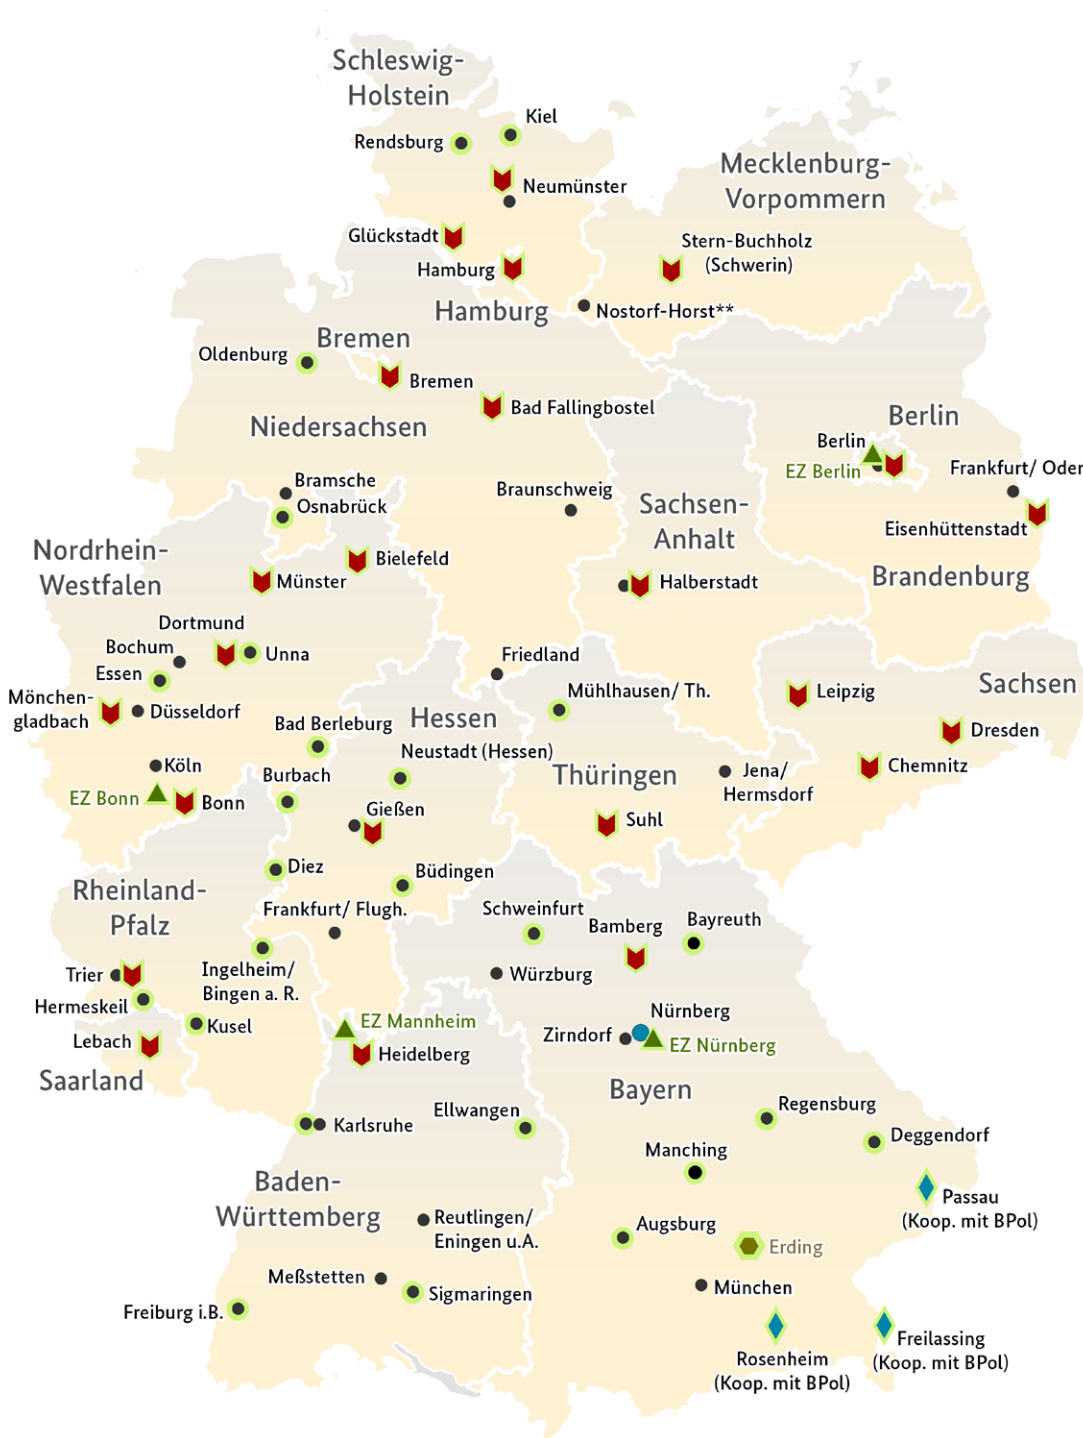 Schleswig-
Holstein
Kiel
Rendsburg
Neumünster
Mecklenburg-
Vorpommern
Glückstadt
Stern-Buchholz
(Schwerin)
Hamburg
Hamburg
Nostorf-Horst**
Bremen
Oldenburg
Bremen
Bad Fallingbostel
Niedersachsen
Berlin
Berlin
EZ Berlin
Frankfurt/ Oder
Bramsche
Osnabrück
Braunschweig
Sachsen-
Anhalt
Eisenhüttenstadt
Nordrhein-
Westfalen
Bielefeld
Münster
Halberstadt
Brandenburg
Dortmund
Bochum
Unna
Essen
Friedland
Mönchen-
gladbach
Düsseldorf
Mühlhausen/ Th.
Leipzig
Sachsen
Bad Berleburg
Hessen
Dresden
Neustadt (Hessen)
Köln
Burbach
Thüringen
Jena/
Hermsdorf
Chemnitz
EZ Bonn
Bonn
Gießen
Suhl
Diez
Büdingen
Rheinland-
Pfalz
Frankfurt/ Flugh.
Schweinfurt
Bamberg
Bayreuth
Trier
Ingelheim/
Bingen a. R.
Würzburg
Hermeskeil
Kusel
EZ Mannheim
Nürnberg
Zirndorf
EZ Nürnberg
Lebach
Heidelberg
Saarland
Bayern
Ellwangen
Regensburg
Karlsruhe
Deggendorf
Manching
Baden-
Württemberg
Passau
(Koop. mit BPol)
Reutlingen/
Eningen u.A.
Augsburg
Erding
Meßstetten
Sigmaringen
München
Freiburg i.B.
Freilassing
(Koop. mit BPol)
Rosenheim
(Koop. mit BPol)